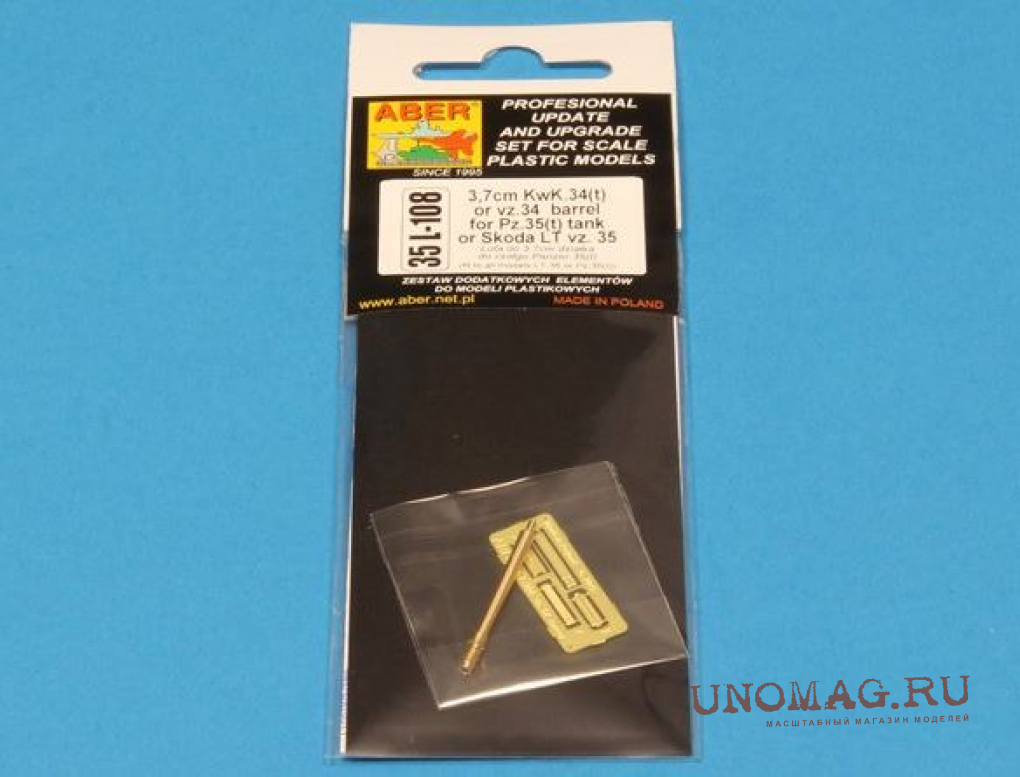 ABER
SINCE 1995
PROFESIONAL
UPDATE
AND UPGRADE
SET FOR SCALE
PLASTIC MODELS
35 L-108
3,7cm KwK.34(t)
or vz.34 barrel
for Pz.35(t) tank
or Skoda LT vz. 35
ZESTAW DODATKOWYCH ELEMENTÓW
DO MODELI PLASTIKOWYCH
www.aber.net.pl
MADE IN POLAND
UNOMAG.RU
МАСШТАБНЫЙ МАГАЗИН МОДЕЛЕЙ